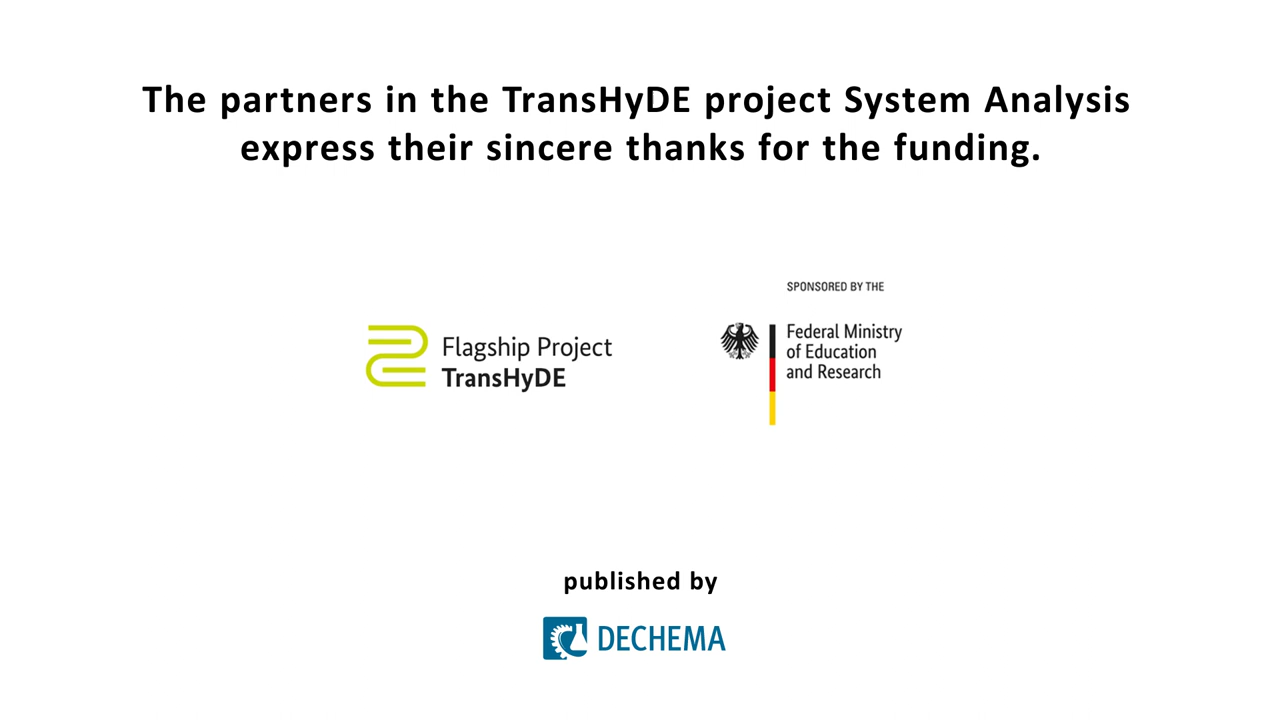 The partners in the TransHyDE project System Analysis
express their sincere thanks for the funding.
Flagship Project
TransHyDE
SPONSORED BY THE
Federal Ministry
of Education
and Research
published by
DECHEMA